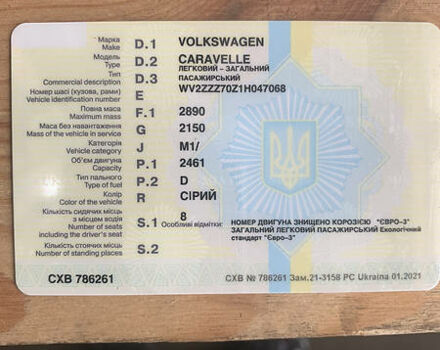 Марка
Make D.1 VOLKSWAGEN
Модель
Type D.2 CARAVELLE
Тип ЛЕГКОВИЙ – ЗАГАЛЬНИЙ
Commercial description D.3 ПАСАЖИРСЬКИЙ
Номер шасі (кузова, рами)
Vehicle identification number E WV2ZZZ70Z1H047068
Повна маса
Maximum mass F.1 2890
Маса без навантаження
Mass of the vehicle in service G 2150
Категорія
Vehicle category J M1/
Об'єм двигуна
Capacity P.1 2461
Тип пального
Type of fuel P.2 D
Колір
Color of the vehicle R СІРИЙ
Кількість сидячих місць
з місцем водія
Number of seats
including the driver's seat S.1 8 Особливі відмітки: НОМЕР ДВИГУНА ЗНИЩЕНО КОРОЗІЄЮ "ЄВРО–3"
ЗАГАЛЬНИЙ ЛЕГКОВИЙ ПАСАЖИРСЬКИЙ Екологічний
стандарт "Євро–3"
Кількість стоячих місць
Number of standing places S.2
СХВ 786261
СХВ № 786261 Зам.21-3158 РС Ukraina 01.2021